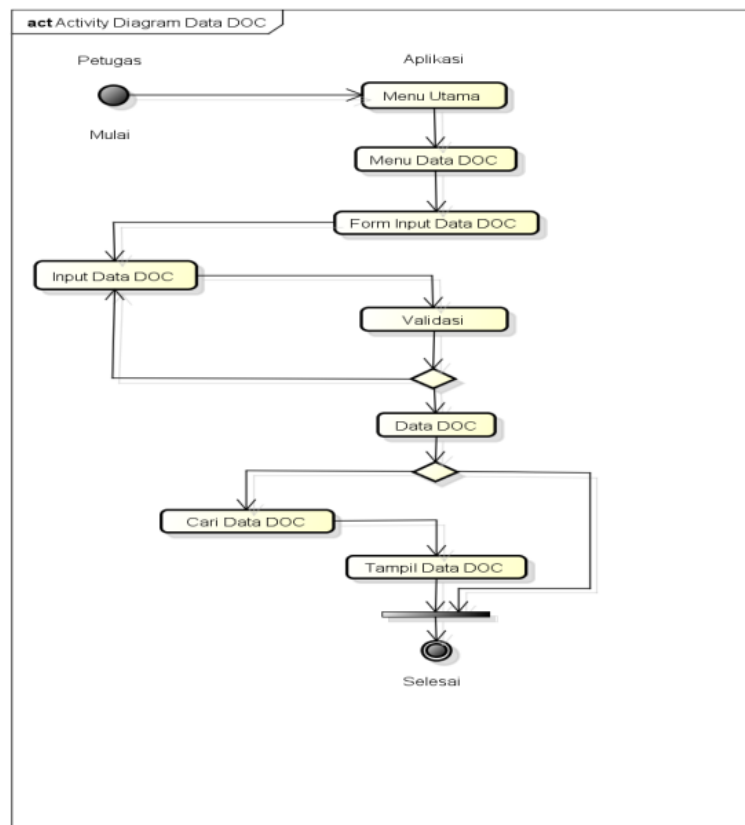 act Activity Diagram Data DOC
Petugas
Aplikasi
Menu Utama
Mulai
Menu Data DOC
Form Input Data DOC
Input Data DOC
Validasi
Data DOC
Cari Data DOC
Tampil Data DOC
Selesai